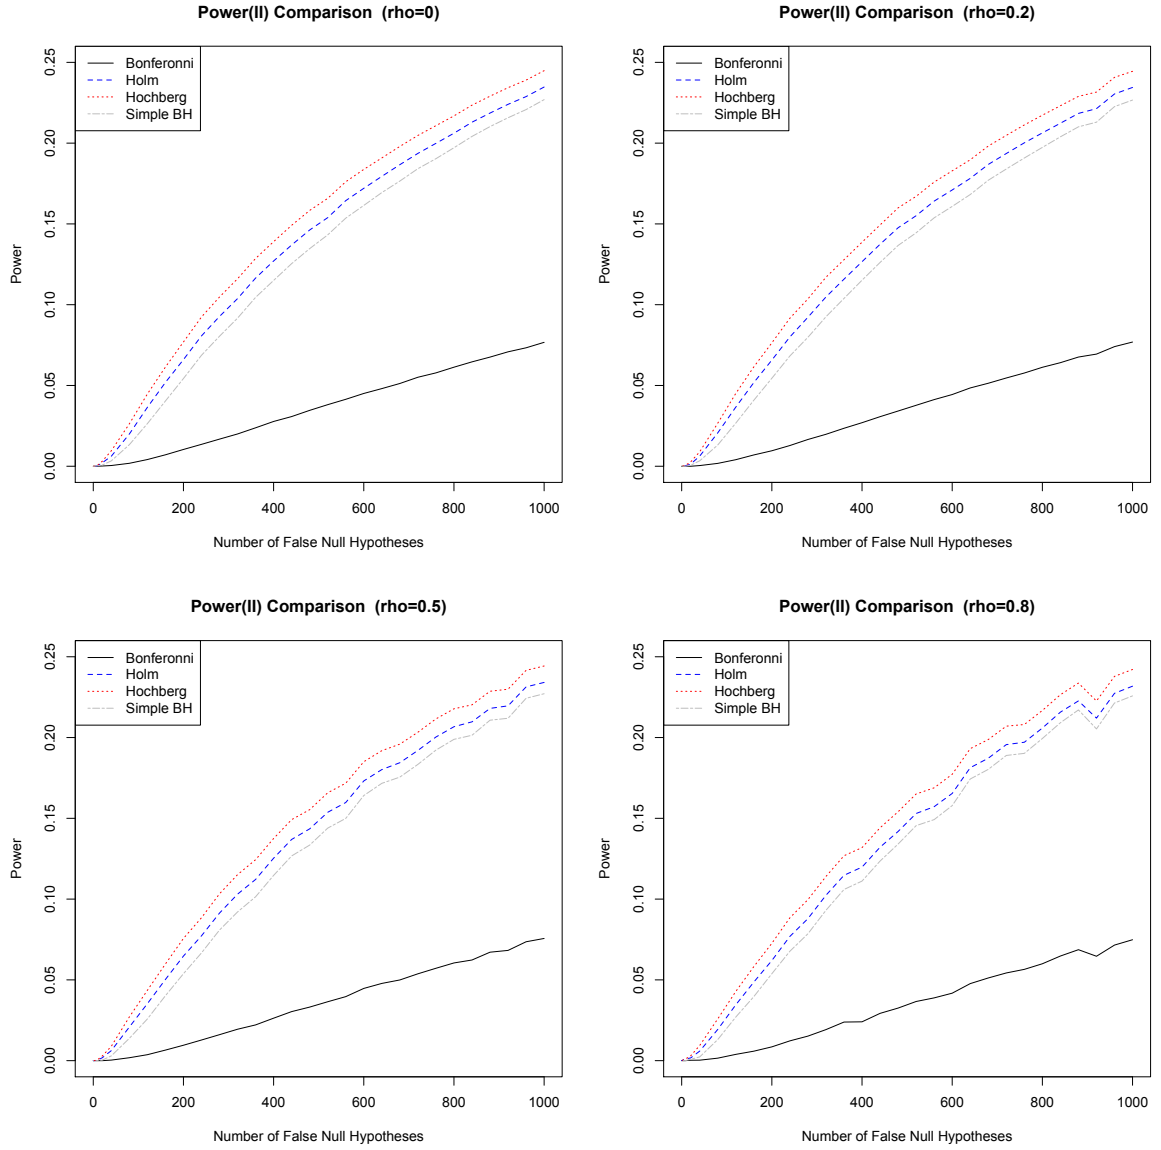 Power(II) Comparison (rho=0)
Bonferonni
Holm
Hochberg
Simple BH
Power
0.00
0.05
0.10
0.15
0.20
0.25
0
200
400
600
800
1000
Number of False Null Hypotheses
Power(II) Comparison (rho=0.2)
Bonferonni
Holm
Hochberg
Simple BH
Power
0.00
0.05
0.10
0.15
0.20
0.25
0
200
400
600
800
1000
Number of False Null Hypotheses
Power(II) Comparison (rho=0.5)
Bonferonni
Holm
Hochberg
Simple BH
Power
0.00
0.05
0.10
0.15
0.20
0.25
0
200
400
600
800
1000
Number of False Null Hypotheses
Power(II) Comparison (rho=0.8)
Bonferonni
Holm
Hochberg
Simple BH
Power
0.00
0.05
0.10
0.15
0.20
0.25
0
200
400
600
800
1000
Number of False Null Hypotheses